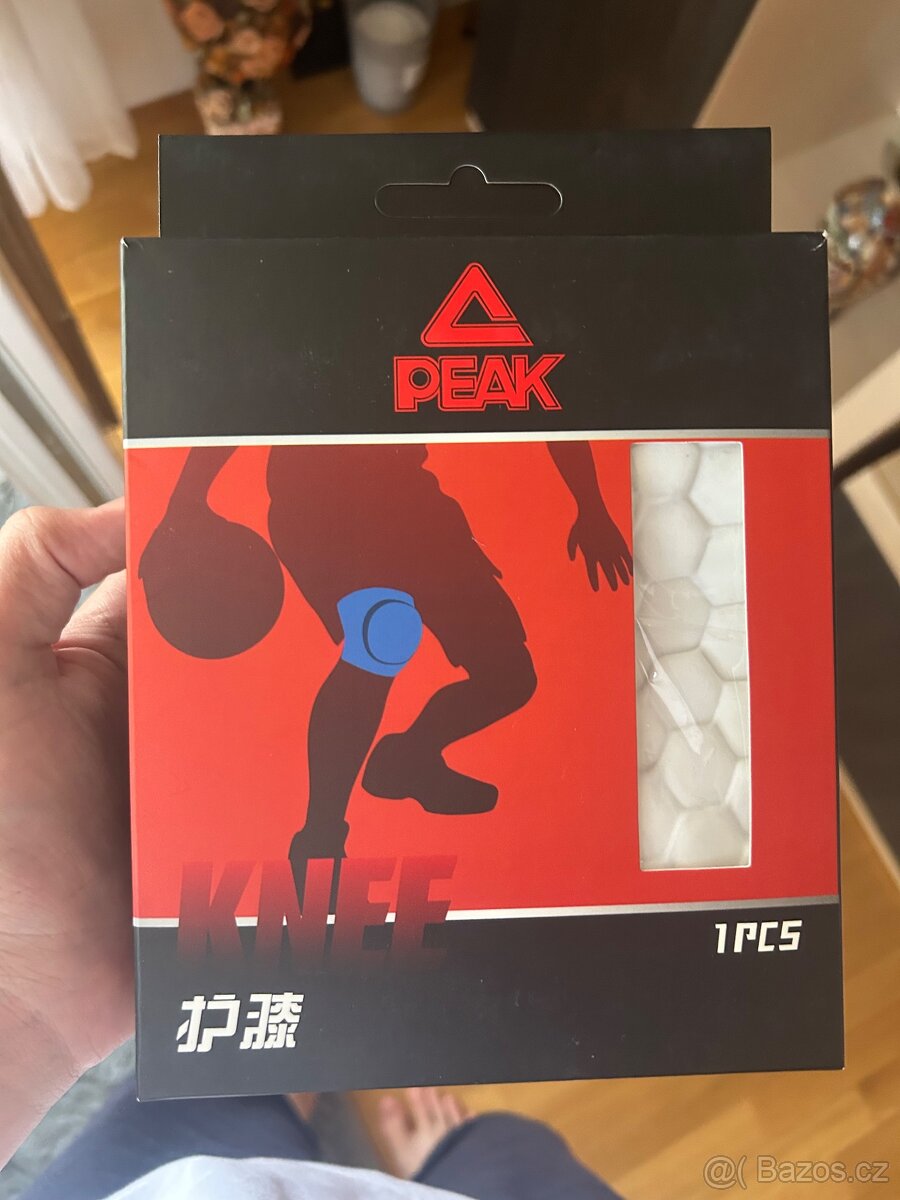 PEAK
KNEE
1PCS
护膝
@( Bazos.cz